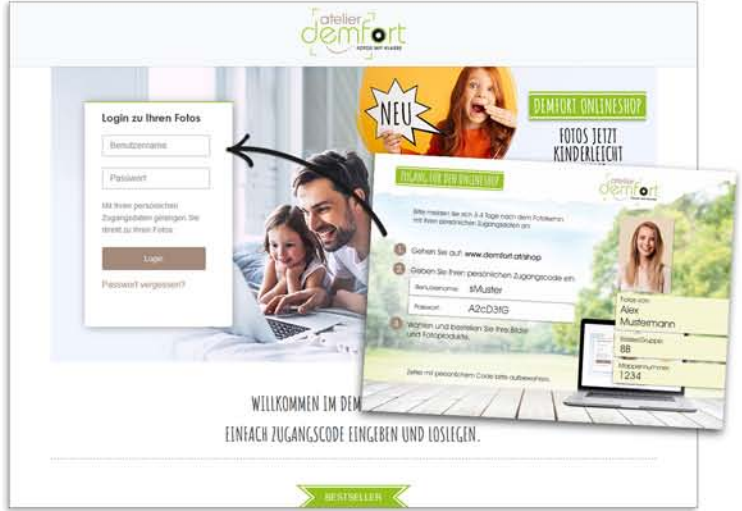 atelier
demfort
FOTOS MIT KLASSE
Login zu Ihren Fotos
Benutzername
Passwort
Mit Ihren persönlichen
Zugangsdaten gelangen Sie
direkt zu Ihren Fotos
Login
Passwort vergessen?
NEU
DEMFORT ONLINESHOP
FOTOS JETZT
KINDERLEICHT
ZUGANG FÜR DEN ONLINESHOP
atelier
demfort
Bitte melden Sie sich 3-4 Tage nach dem Fototermin
mit Ihren persönlichen Zugangsdaten an:
1 Gehen Sie auf: www.demfort.at/shop
2 Geben Sie Ihren persönlichen Zugangscode ein:
Benutzername: sMuster
Passwort: A2cD3fG
3 Wählen und bestellen Sie Ihre Bilder
und Fotoprodukte.
Zettel mit persönlichem Code bitte aufbewahren.
Fotos von:
Alex
Mustermann
Klasse/Gruppe
8B
Mappennummer
1234
WILLKOMMEN IM DEM
EINFACH ZUGANGSCODE EINGEBEN UND LOSLEGEN.
BESTSELLER